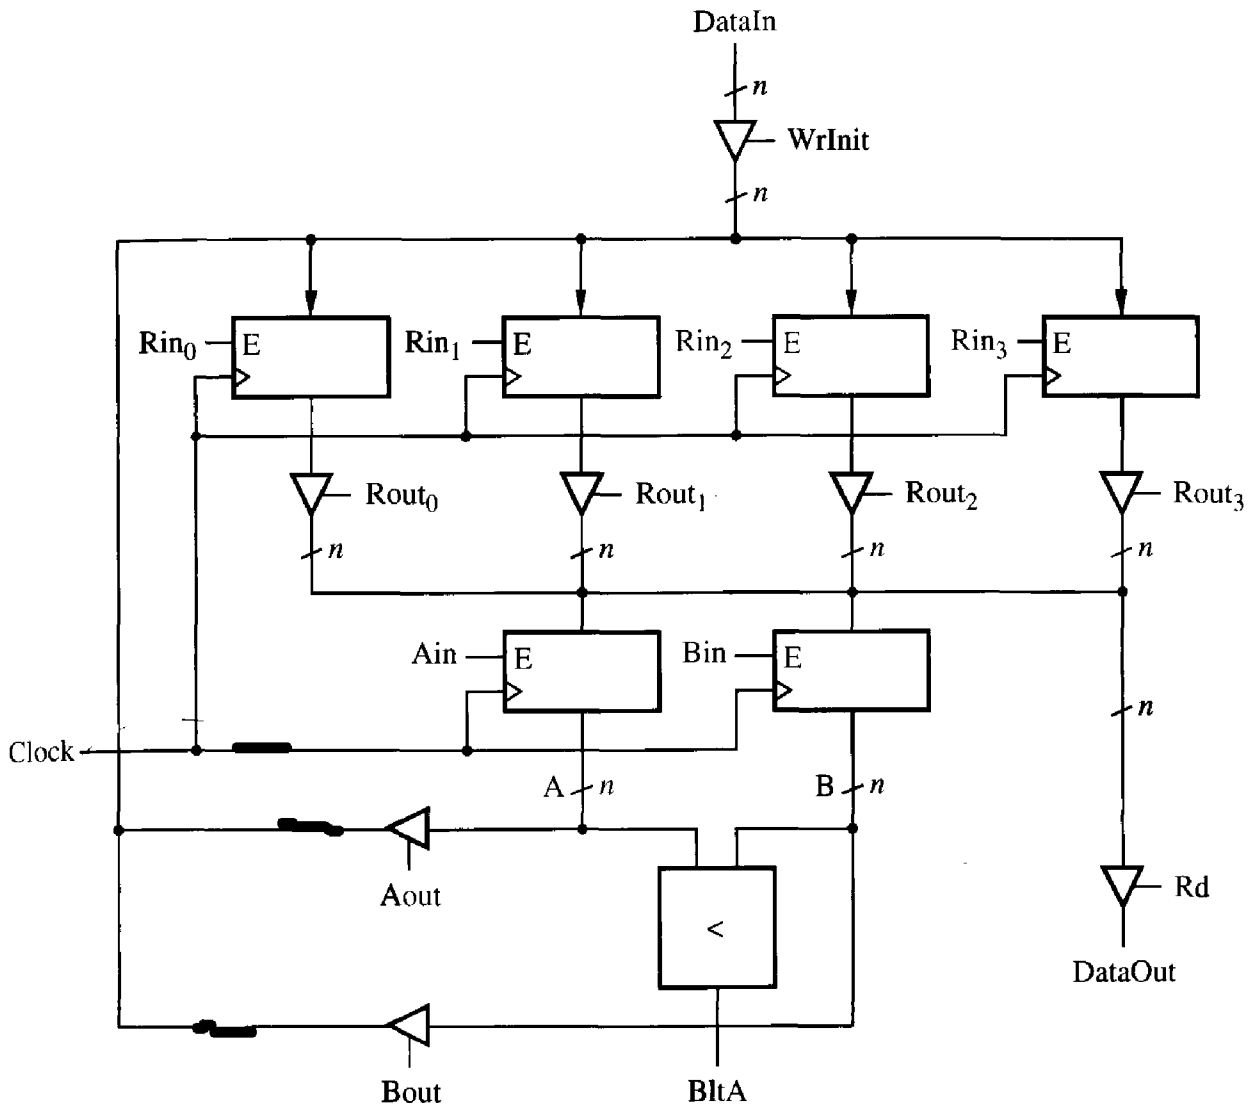 DataIn
n
WrInit
n
Rin0 E
Rin1 E
Rin2 E
Rin3 E
Rout0
Rout1
Rout2
Rout3
n
n
n
n
Ain E
Bin E
n
Clock
A n
B n
Aout
Rd
<
DataOut
Bout
BltA